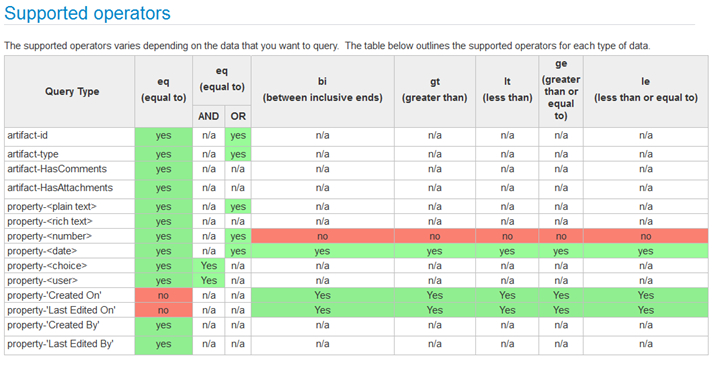 Supported operators
The supported operators varies depending on the data that you want to query. The table below outlines the supported operators for each type of data.
Query Type eq (equal to) eq (equal to) bi (between inclusive ends) gt (greater than) lt (less than) ge (greater than or equal to) le (less than or equal to)
AND OR
artifact-id yes n/a yes n/a n/a n/a n/a n/a
artifact-type yes n/a yes n/a n/a n/a n/a n/a
artifact-HasComments yes n/a n/a n/a n/a n/a n/a n/a
artifact-HasAttachments yes n/a n/a n/a n/a n/a n/a n/a
property-<plain text> yes n/a yes n/a n/a n/a n/a n/a
property-<rich text> yes n/a n/a n/a n/a n/a n/a n/a
property-<number> yes n/a yes no no no no no
property-<date> yes n/a yes yes yes yes yes yes
property-<choice> yes Yes n/a n/a n/a n/a n/a n/a
property-<user> yes Yes n/a n/a n/a n/a n/a n/a
property-'Created On' no n/a n/a Yes Yes Yes Yes Yes
property-'Last Edited On' no n/a n/a Yes Yes Yes Yes Yes
property-'Created By' yes n/a n/a n/a n/a n/a n/a n/a
property-'Last Edited By' yes n/a n/a n/a n/a n/a n/a n/a